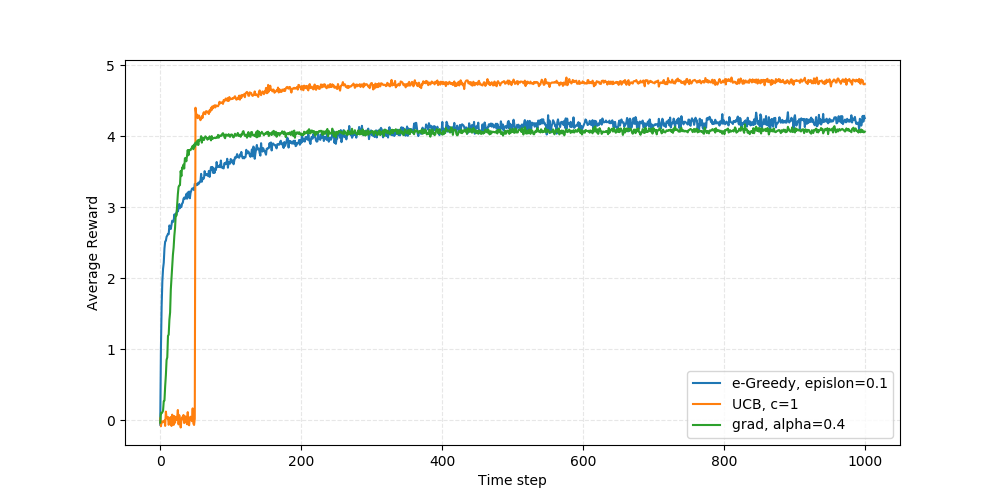 5
4
3
2
1
0
Average Reward
0
200
400
600
800
1000
Time step
e-Greedy, epislon=0.1
UCB, c=1
grad, alpha=0.4